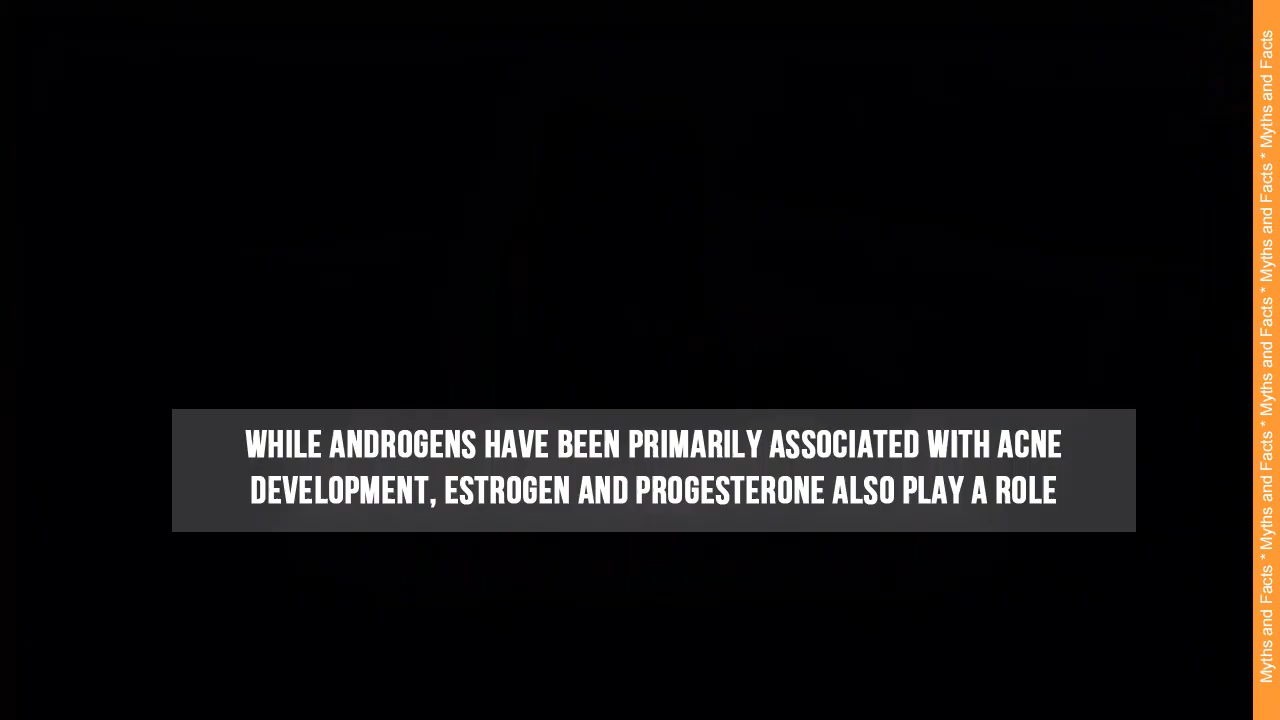 WHILE ANDROGENS HAVE BEEN PRIMARILY ASSOCIATED WITH ACNE
DEVELOPMENT, ESTROGEN AND PROGESTERONE ALSO PLAY A ROLE
Myths and Facts * Myths and Facts * Myths and Facts * Myths and Facts * Myths and Facts